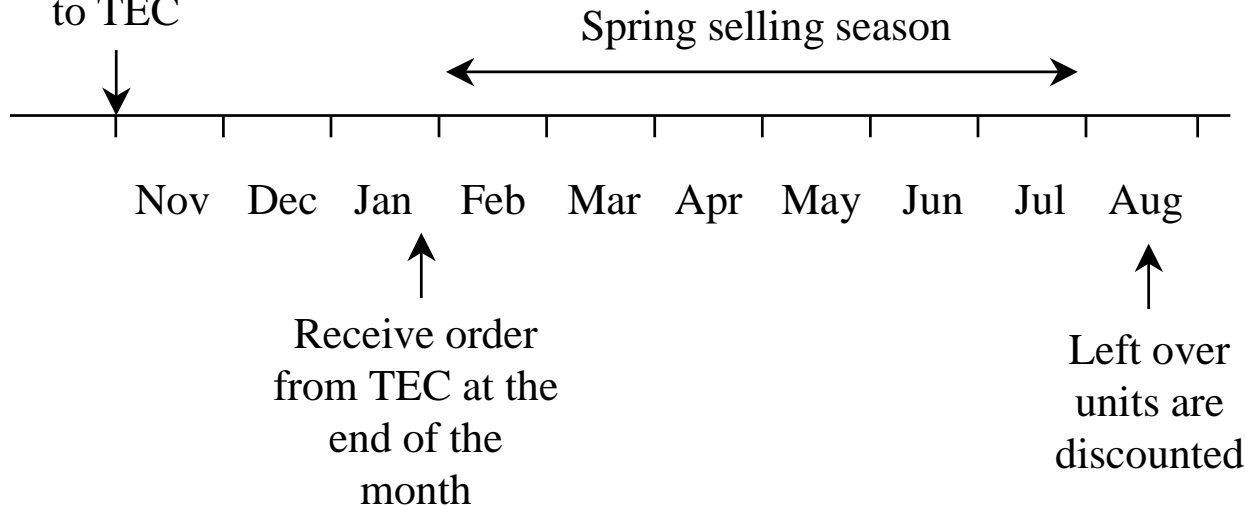 to TEC
Spring selling season
Nov Dec Jan Feb Mar Apr May Jun Jul Aug
Receive order
from TEC at the
end of the
month
Left over
units are
discounted